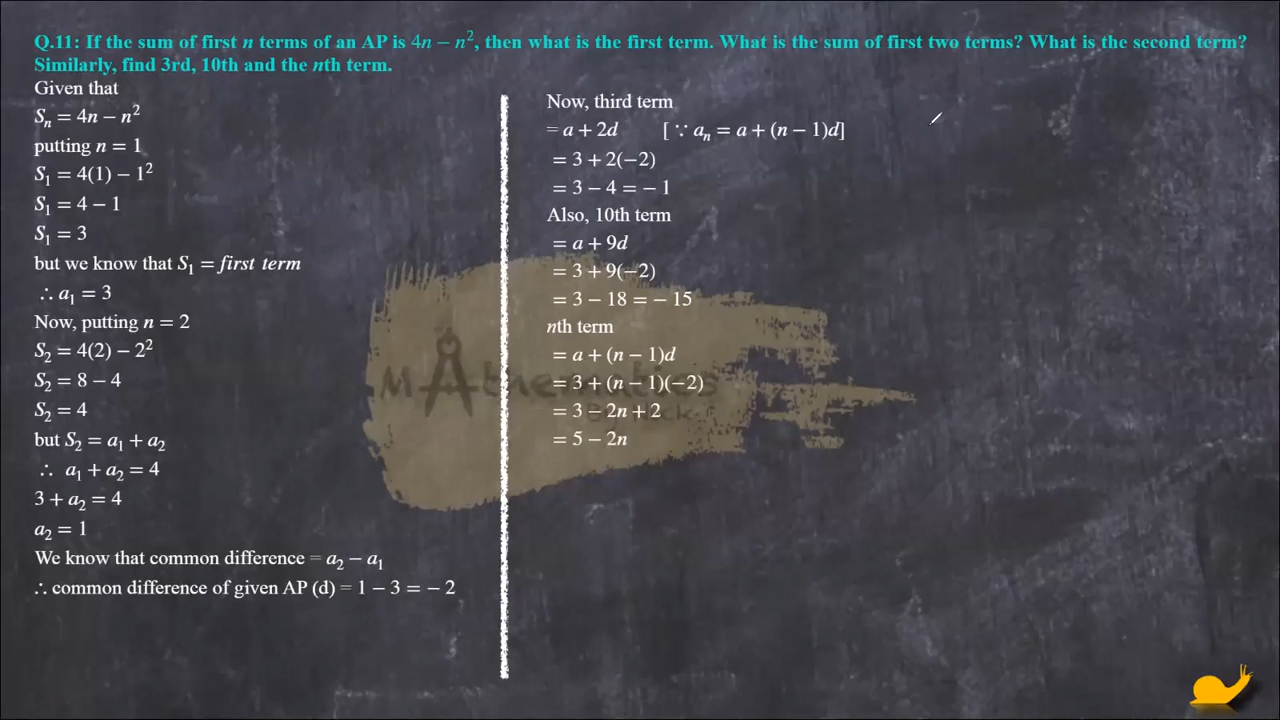 Q.11: If the sum of first n terms of an AP is 4n − n², then what is the first term. What is the sum of first two terms? What is the second term?
Similarly, find 3rd, 10th and the nth term.
Given that
Sₙ = 4n − n²
putting n = 1
S₁ = 4(1) − 1²
S₁ = 4 − 1
S₁ = 3
but we know that S₁ = first term
∴ a₁ = 3
Now, putting n = 2
S₂ = 4(2) − 2²
S₂ = 8 − 4
S₂ = 4
but S₂ = a₁ + a₂
∴ a₁ + a₂ = 4
3 + a₂ = 4
a₂ = 1
We know that common difference = a₂ − a₁
∴ common difference of given AP (d) = 1 − 3 = − 2
Now, third term
= a + 2d [ ∵ aₙ = a + (n − 1)d]
= 3 + 2(−2)
= 3 − 4 = − 1
Also, 10th term
= a + 9d
= 3 + 9(−2)
= 3 − 18 = − 15
nth term
= a + (n − 1)d
= 3 + (n − 1)(−2)
= 3 − 2n + 2
= 5 − 2n
mAthematics